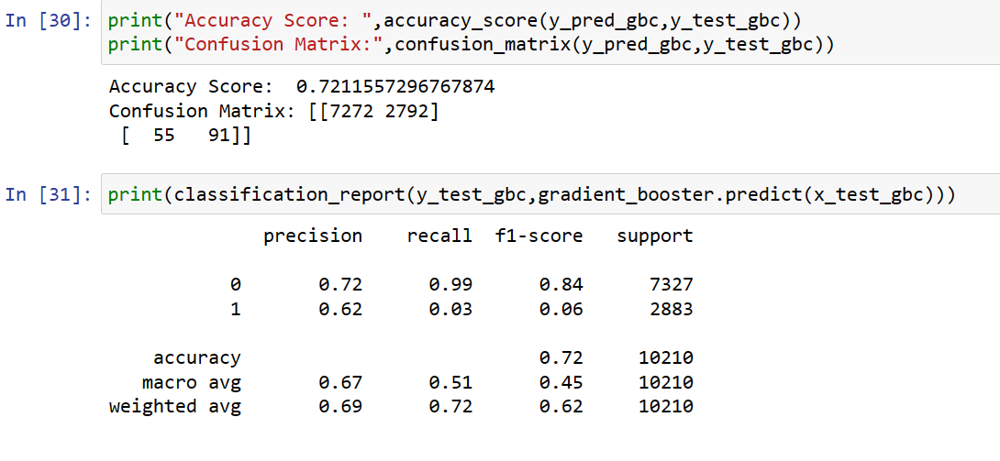 In [30]: print("Accuracy Score: ",accuracy_score(y_pred_gbc,y_test_gbc))
print("Confusion Matrix:",confusion_matrix(y_pred_gbc,y_test_gbc))
Accuracy Score:  0.7211557296767874
Confusion Matrix: [[7272 2792]
 [  55   91]]
In [31]: print(classification_report(y_test_gbc,gradient_booster.predict(x_test_gbc)))
              precision    recall  f1-score   support
           0       0.72      0.99      0.84      7327
           1       0.62      0.03      0.06      2883
    accuracy                           0.72     10210
   macro avg       0.67      0.51      0.45     10210
weighted avg       0.69      0.72      0.62     10210